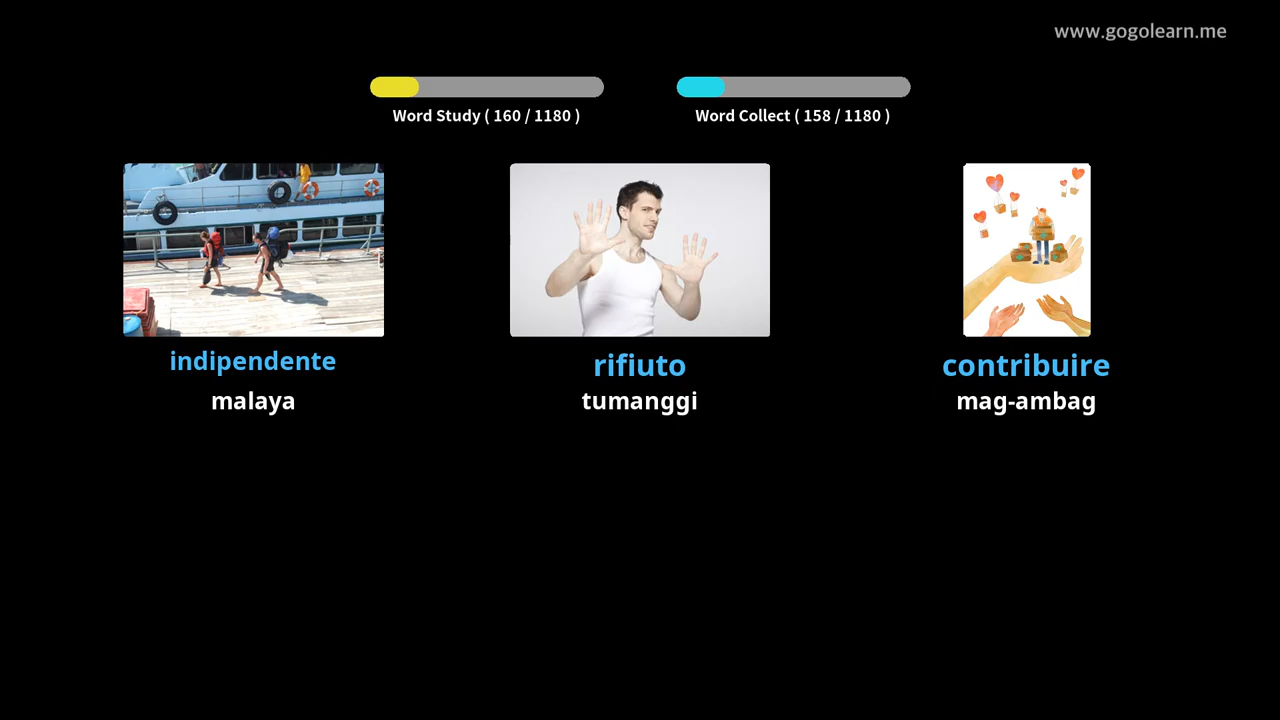 www.gogolearn.me
Word Study ( 160 / 1180 )
Word Collect ( 158 / 1180 )
indipendente
malaya
rifiuto
tumanggi
contribuire
mag-ambag